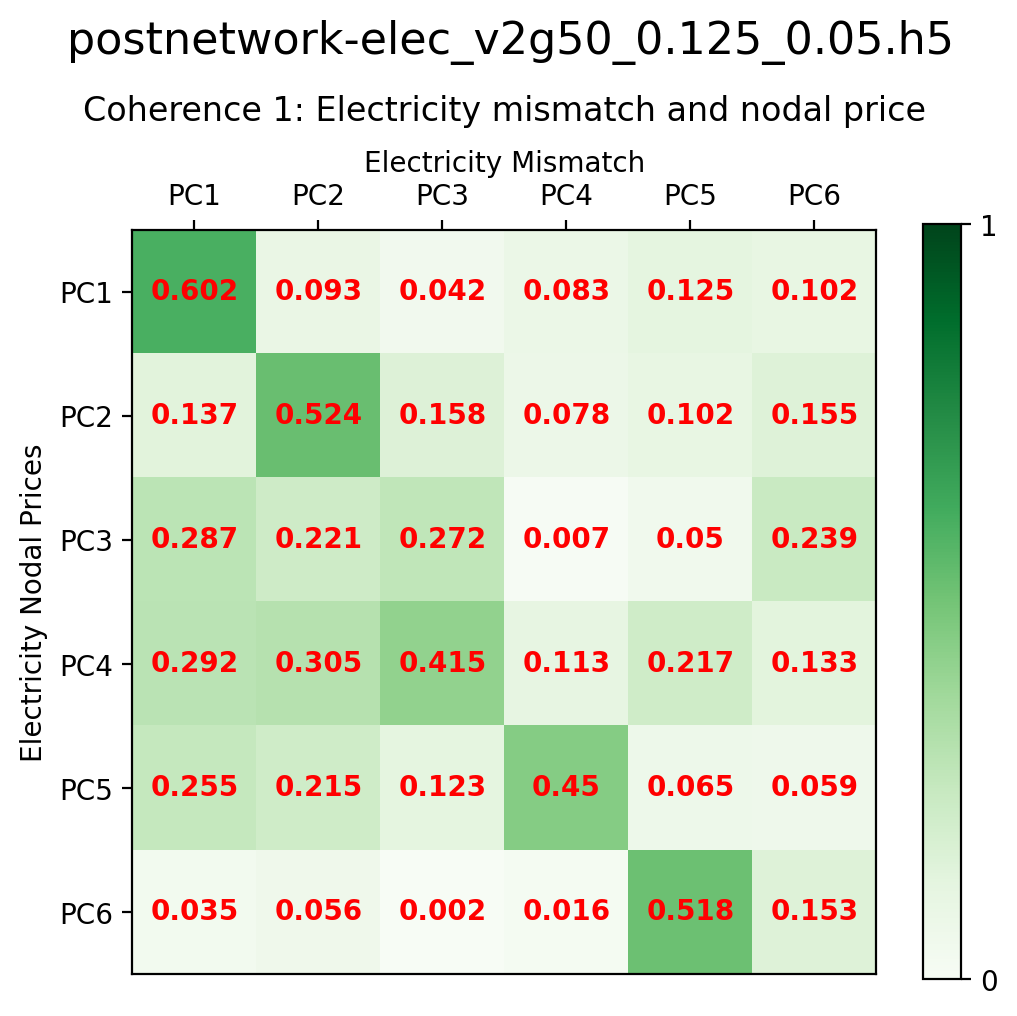 postnetwork-elec_v2g50_0.125_0.05.h5
Coherence 1: Electricity mismatch and nodal price
Electricity Mismatch
PC1 PC2 PC3 PC4 PC5 PC6
Electricity Nodal Prices
PC1 0.602 0.093 0.042 0.083 0.125 0.102
PC2 0.137 0.524 0.158 0.078 0.102 0.155
PC3 0.287 0.221 0.272 0.007 0.05 0.239
PC4 0.292 0.305 0.415 0.113 0.217 0.133
PC5 0.255 0.215 0.123 0.45 0.065 0.059
PC6 0.035 0.056 0.002 0.016 0.518 0.153
1
0